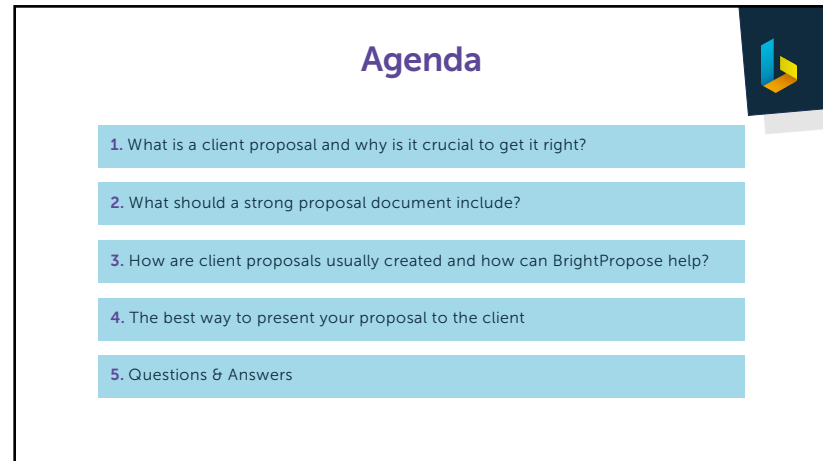 Agenda
1. What is a client proposal and why is it crucial to get it right?
2. What should a strong proposal document include?
3. How are client proposals usually created and how can BrightPropose help?
4. The best way to present your proposal to the client
5. Questions & Answers